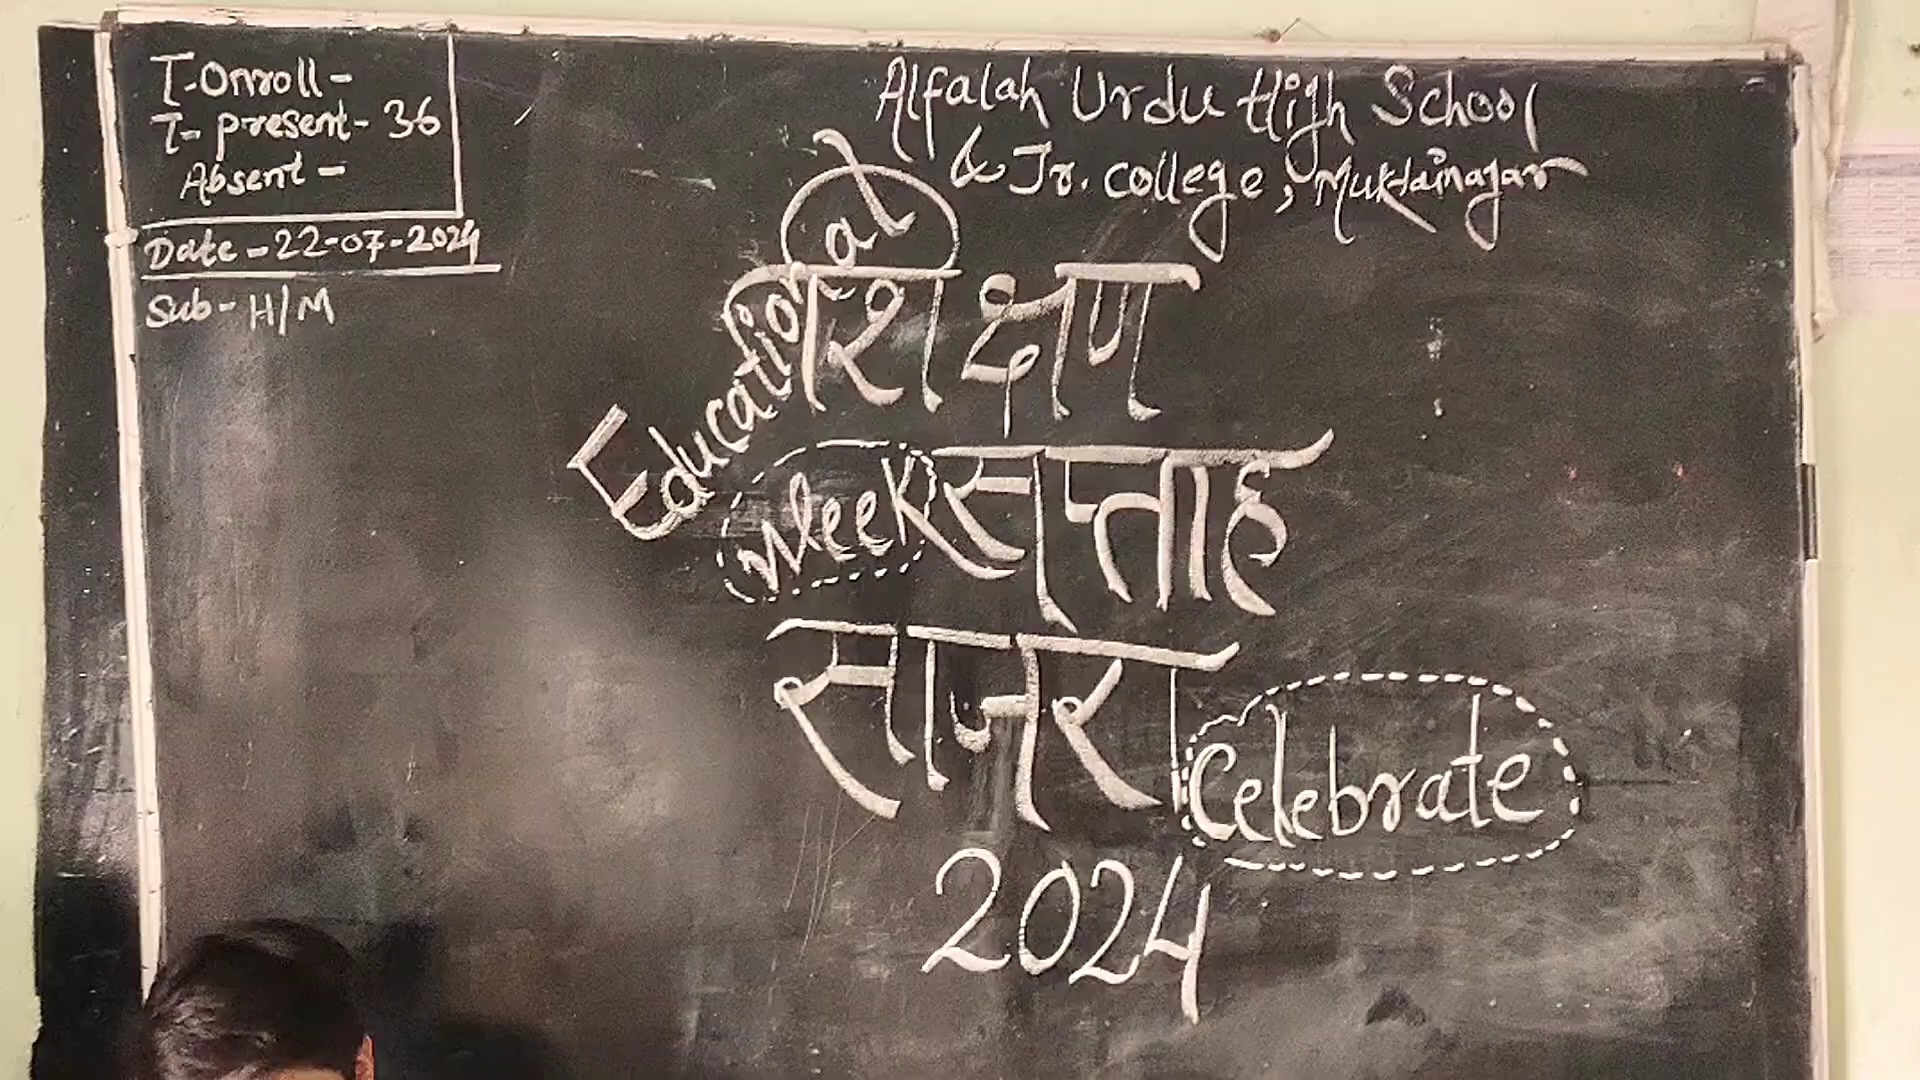 T-Onroll-
T- present- 36
Absent -
Date - 22-07-2024
Sub- H/M
Alfalah Urdu High School
& Jr. college, Muktainagar
Educational
शिक्षण
week सप्ताह
साजरा
Celebrate
2024